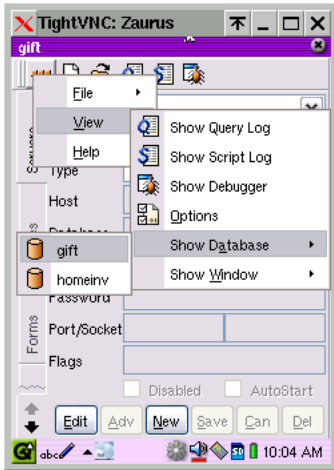 TightVNC: Zaurus
gift
File
View
Help
Show Query Log
Show Script Log
Show Debugger
Options
Show Database
Show Window
gift
homeinv
Type
Host
Password
Port/Socket
Flags
Forms
Disabled AutoStart
Edit Adv New Save Can Del
abcd 10:04 AM